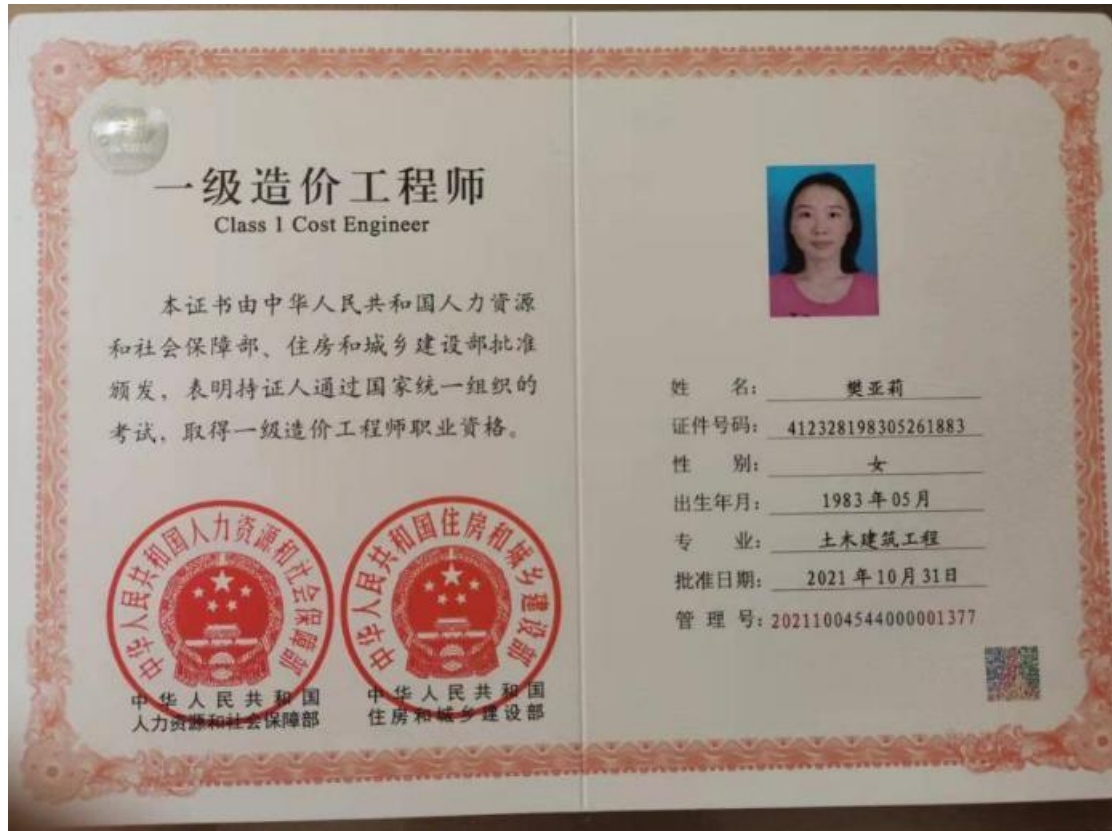 一级造价工程师
Class 1 Cost Engineer
本证书由中华人民共和国人力资源
和社会保障部、住房和城乡建设部批准
颁发，表明持证人通过国家统一组织的
考试，取得一级造价工程师职业资格。
中华人民共和国人力资源和社会保障部
中华人民共和国住房和城乡建设部
中华人民共和国
人力资源和社会保障部
中华人民共和国
住房和城乡建设部
姓 名： 樊亚莉
证件号码： 412328198305261883
性 别： 女
出生年月： 1983年05月
专 业： 土木建筑工程
批准日期： 2021年10月31日
管 理 号：20211004544000001377